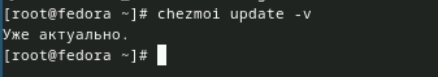 [root@fedora ~]# chezmoi update -v
Уже актуально.
[root@fedora ~]#